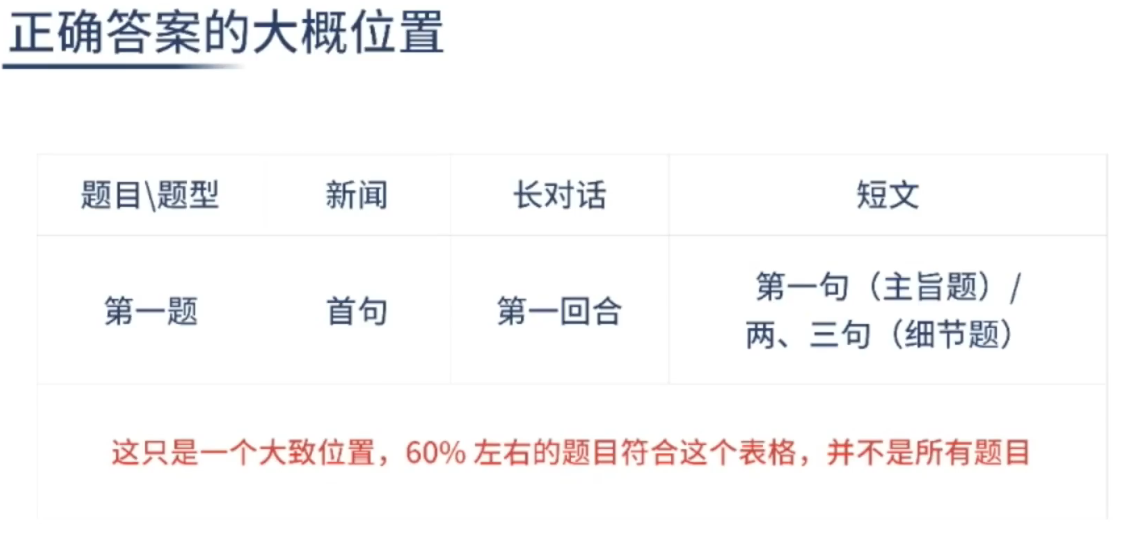 正确答案的大概位置
题目\题型 新闻 长对话 短文
第一题 首句 第一回合 第一句（主旨题）/
两、三句（细节题）
这只是一个大致位置，60% 左右的题目符合这个表格，并不是所有题目